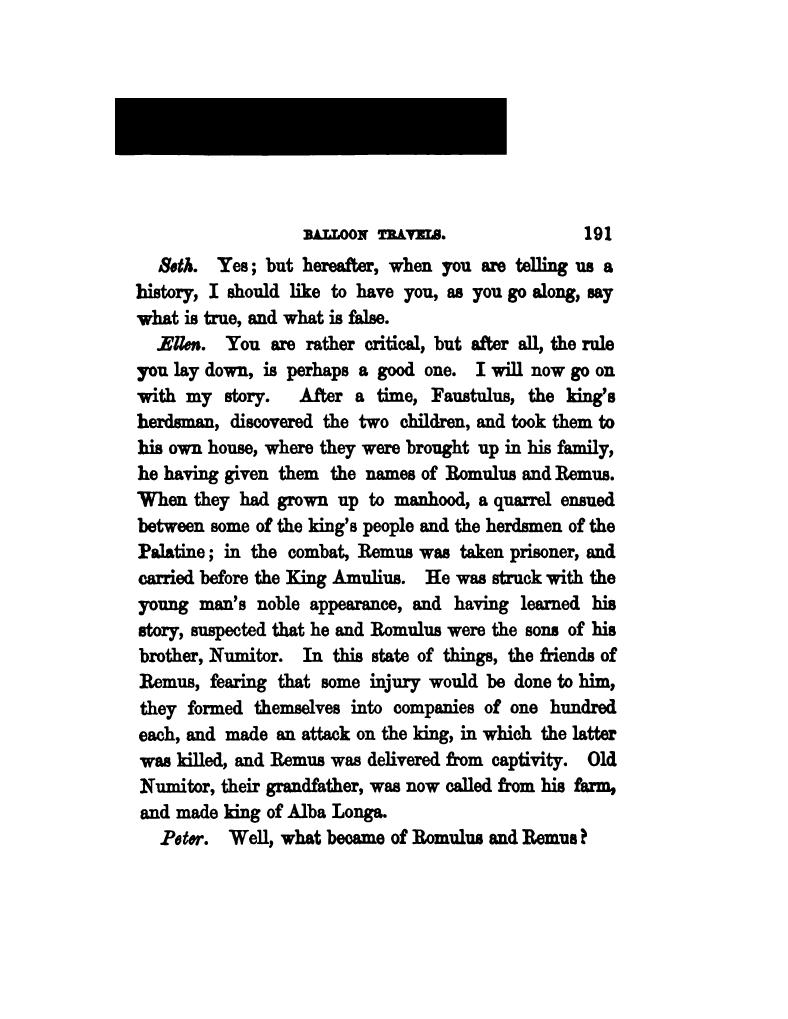 BALLOON TRAVELS. 191
Seth. Yes; but hereafter, when you are telling us a
history, I should like to have you, as you go along, say
what is true, and what is false.
Ellen. You are rather critical, but after all, the rule
you lay down, is perhaps a good one. I will now go on
with my story. After a time, Faustulus, the king's
herdsman, discovered the two children, and took them to
his own house, where they were brought up in his family,
he having given them the names of Romulus and Remus.
When they had grown up to manhood, a quarrel ensued
between some of the king's people and the herdsmen of the
Palatine; in the combat, Remus was taken prisoner, and
carried before the King Amulius. He was struck with the
young man's noble appearance, and having learned his
story, suspected that he and Romulus were the sons of his
brother, Numitor. In this state of things, the friends of
Remus, fearing that some injury would be done to him,
they formed themselves into companies of one hundred
each, and made an attack on the king, in which the latter
was killed, and Remus was delivered from captivity. Old
Numitor, their grandfather, was now called from his farm,
and made king of Alba Longa.
Peter. Well, what became of Romulus and Remus?